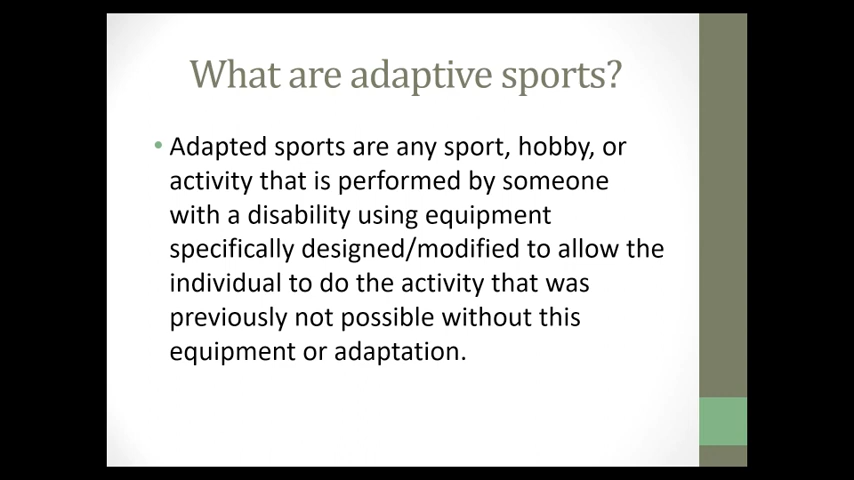 What are adaptive sports?
• Adapted sports are any sport, hobby, or
activity that is performed by someone
with a disability using equipment
specifically designed/modified to allow the
individual to do the activity that was
previously not possible without this
equipment or adaptation.